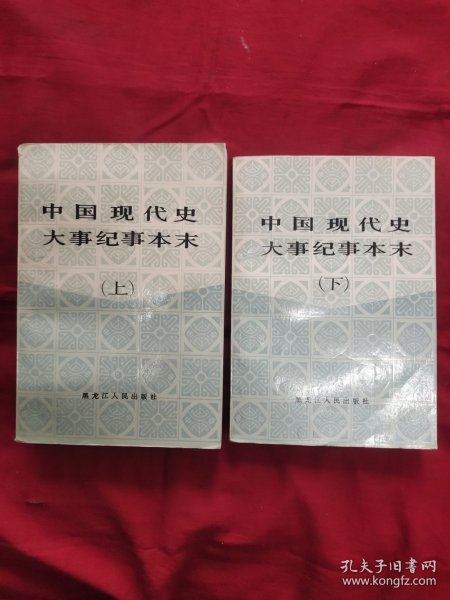 中国现代史
大事纪事本末
(上)
黑龙江人民出版社
中国现代史
大事纪事本末
(下)
黑龙江人民出版社
孔夫子旧书网
www.kongfz.com